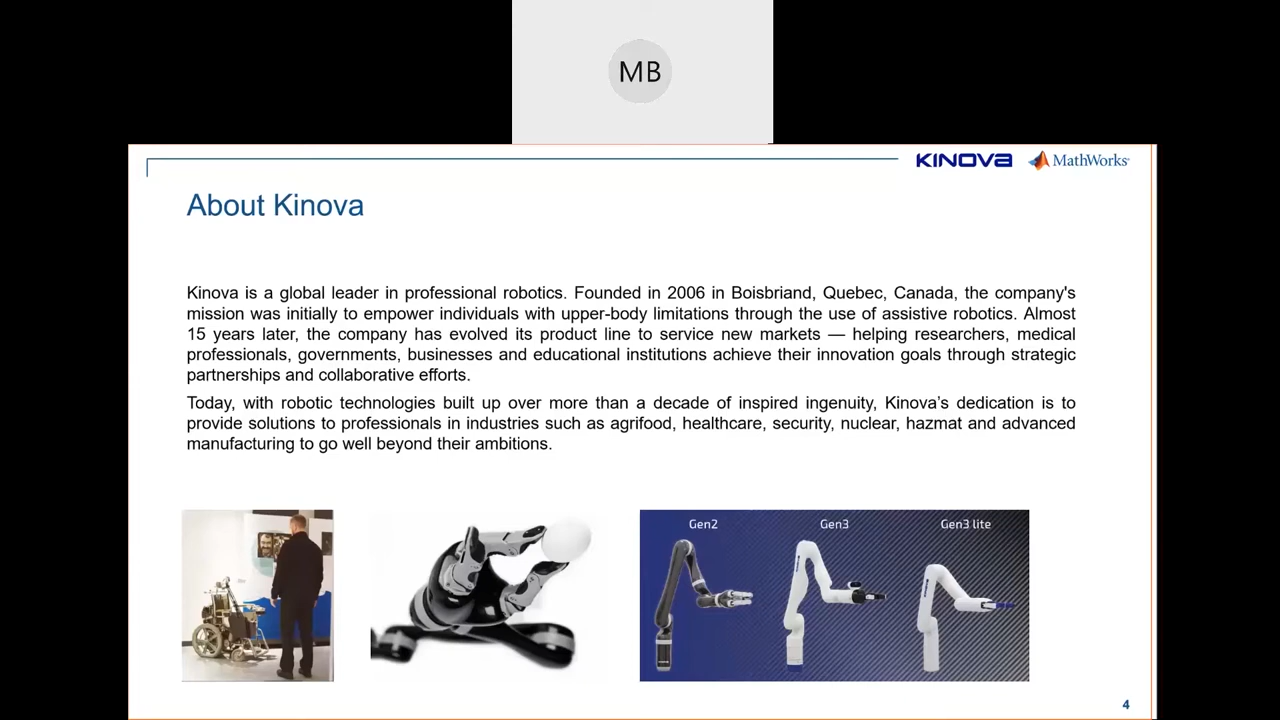 MB
KINOVA MathWorks
About Kinova
Kinova is a global leader in professional robotics. Founded in 2006 in Boisbriand, Quebec, Canada, the company's
mission was initially to empower individuals with upper-body limitations through the use of assistive robotics. Almost
15 years later, the company has evolved its product line to service new markets — helping researchers, medical
professionals, governments, businesses and educational institutions achieve their innovation goals through strategic
partnerships and collaborative efforts.
Today, with robotic technologies built up over more than a decade of inspired ingenuity, Kinova’s dedication is to
provide solutions to professionals in industries such as agrifood, healthcare, security, nuclear, hazmat and advanced
manufacturing to go well beyond their ambitions.
Gen2 Gen3 Gen3 lite
4